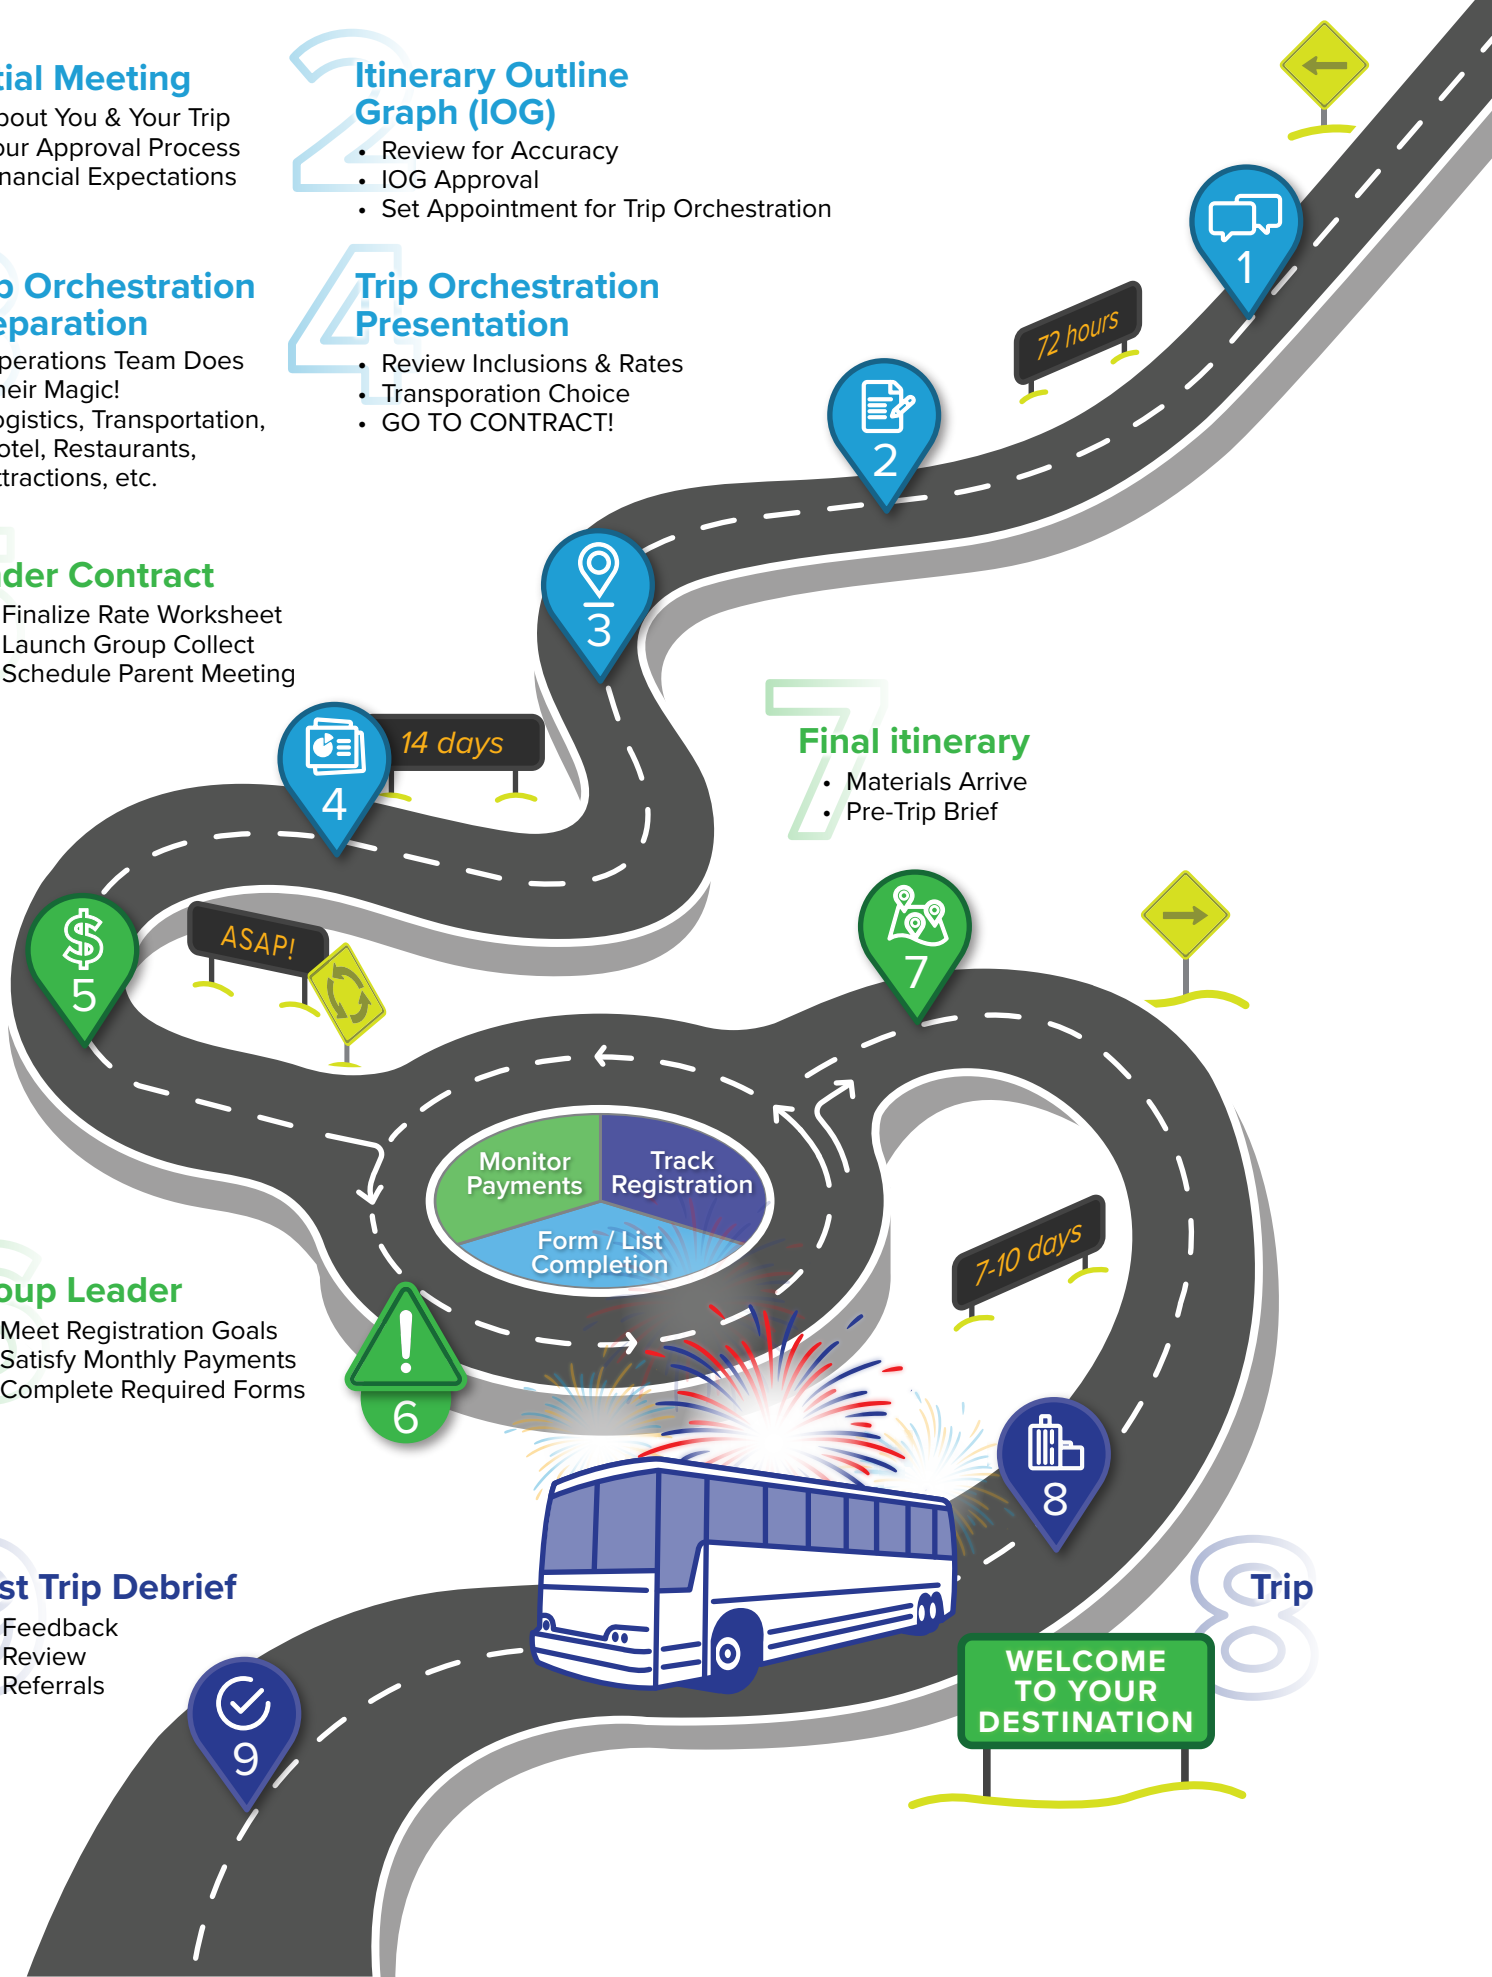 tial Meeting
bout You & Your Trip
our Approval Process
nancial Expectations
2
Itinerary Outline
Graph (IOG)
• Review for Accuracy
• IOG Approval
• Set Appointment for Trip Orchestration
p Orchestration
eparation
perations Team Does
heir Magic!
ogistics, Transportation,
otel, Restaurants,
ttractions, etc.
4
Trip Orchestration
Presentation
• Review Inclusions & Rates
• Transporation Choice
• GO TO CONTRACT!
1
72 hours
2
3
der Contract
Finalize Rate Worksheet
Launch Group Collect
Schedule Parent Meeting
4
14 days
7
Final itinerary
• Materials Arrive
• Pre-Trip Brief
5
ASAP!
7
Monitor
Payments
Track
Registration
Form / List
Completion
7-10 days
oup Leader
Meet Registration Goals
Satisfy Monthly Payments
Complete Required Forms
6
8
st Trip Debrief
Feedback
Review
Referrals
9
8
Trip
WELCOME
TO YOUR
DESTINATION